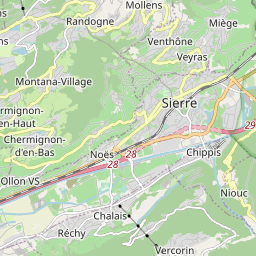 Mollens
Randogne
Miège
Venthône
Veyras
Montana-Village
Sierre
ermignon-
en-Haut
29
Chermignon-
d'en-Bas
Noës
28
28
Chippis
Ollon VS
Niouc
Chalais
Réchy
Vercorin